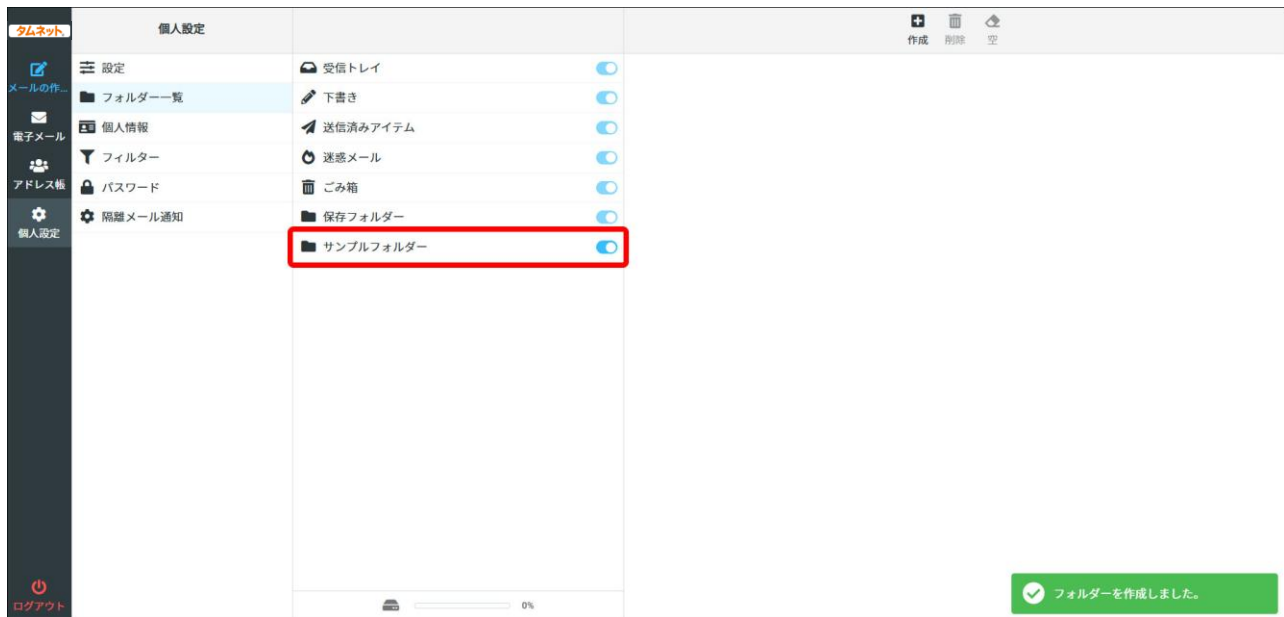 タムネット
メールの作...
電子メール
アドレス帳
個人設定
ログアウト
個人設定
設定
フォルダー一覧
個人情報
フィルター
パスワード
隔離メール通知
受信トレイ
下書き
送信済みアイテム
迷惑メール
ごみ箱
保存フォルダー
サンプルフォルダー
0%
作成 削除 空
フォルダーを作成しました。